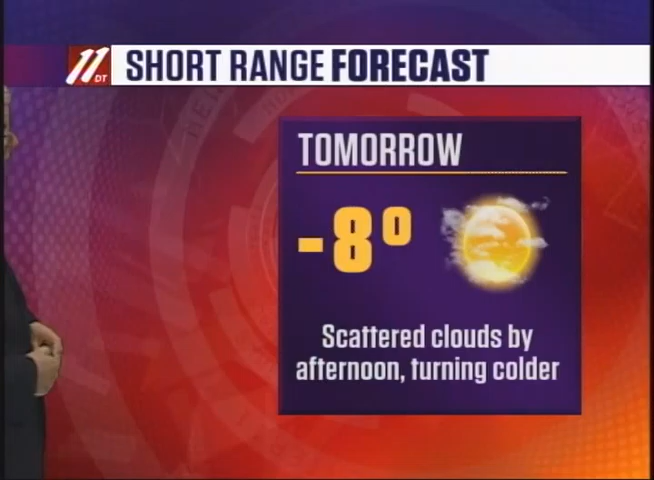 11 DT
SHORT RANGE FORECAST
TOMORROW
-8°
Scattered clouds by
afternoon, turning colder